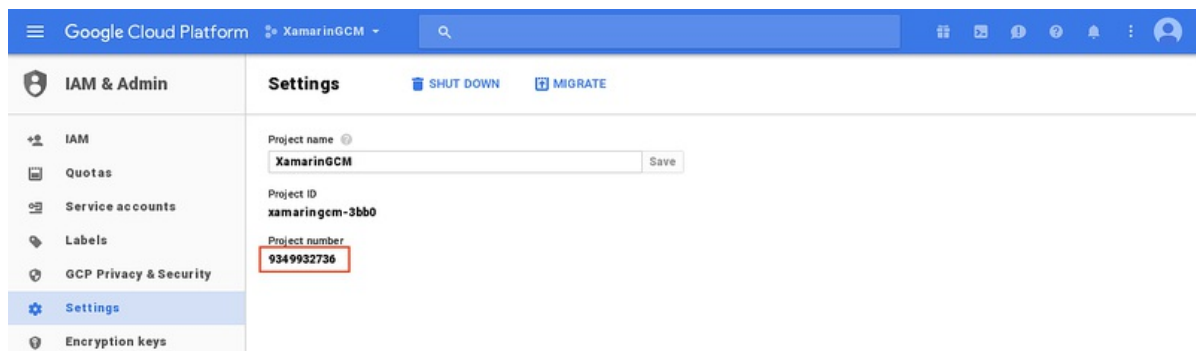 Google Cloud Platform XamarinGCM
IAM & Admin
Settings SHUT DOWN MIGRATE
IAM
Quotas
Service accounts
Labels
GCP Privacy & Security
Settings
Encryption keys
Project name
XamarinGCM Save
Project ID
xamaringcm-3bb0
Project number
9349932736